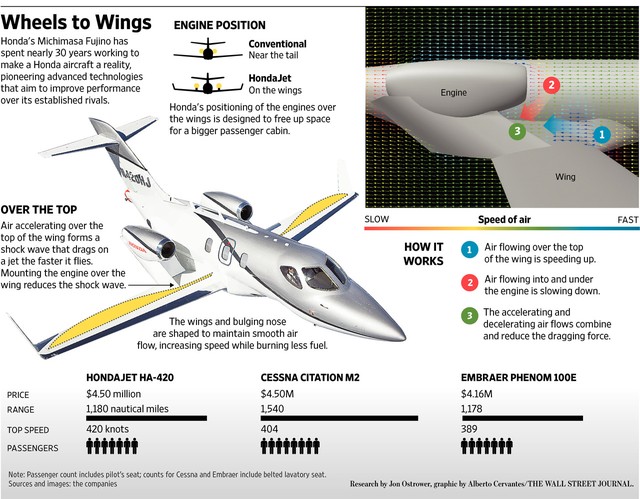 Wheels to Wings
Honda's Michimasa Fujino has
spent nearly 30 years working to
make a Honda aircraft a reality,
pioneering advanced technologies
that aim to improve performance
over its established rivals.
ENGINE POSITION
Conventional
Near the tail
HondaJet
On the wings
Honda's positioning of the engines over
the wings is designed to free up space
for a bigger passenger cabin.
Engine
2
3
1
Wing
SLOW
Speed of air
FAST
HOW IT
WORKS
1 Air flowing over the top
of the wing is speeding up.
2 Air flowing into and under
the engine is slowing down.
3 The accelerating and
decelerating air flows combine
and reduce the dragging force.
OVER THE TOP
Air accelerating over the
top of the wing forms a
shock wave that drags on
a jet the faster it flies.
Mounting the engine over the
wing reduces the shock wave.
HONDA
The wings and bulging nose
are shaped to maintain smooth air
flow, increasing speed while burning less fuel.
HONDAJET HA-420 CESSNA CITATION M2 EMBRAER PHENOM 100E
PRICE $4.50 million $4.50M $4.16M
RANGE 1,180 nautical miles 1,540 1,178
TOP SPEED 420 knots 404 389
PASSENGERS
Note: Passenger count includes pilot's seat; counts for Cessna and Embraer include belted lavatory seat.
Sources and images: the companies
Research by Jon Ostrower, graphic by Alberto Cervantes/THE WALL STREET JOURNAL.